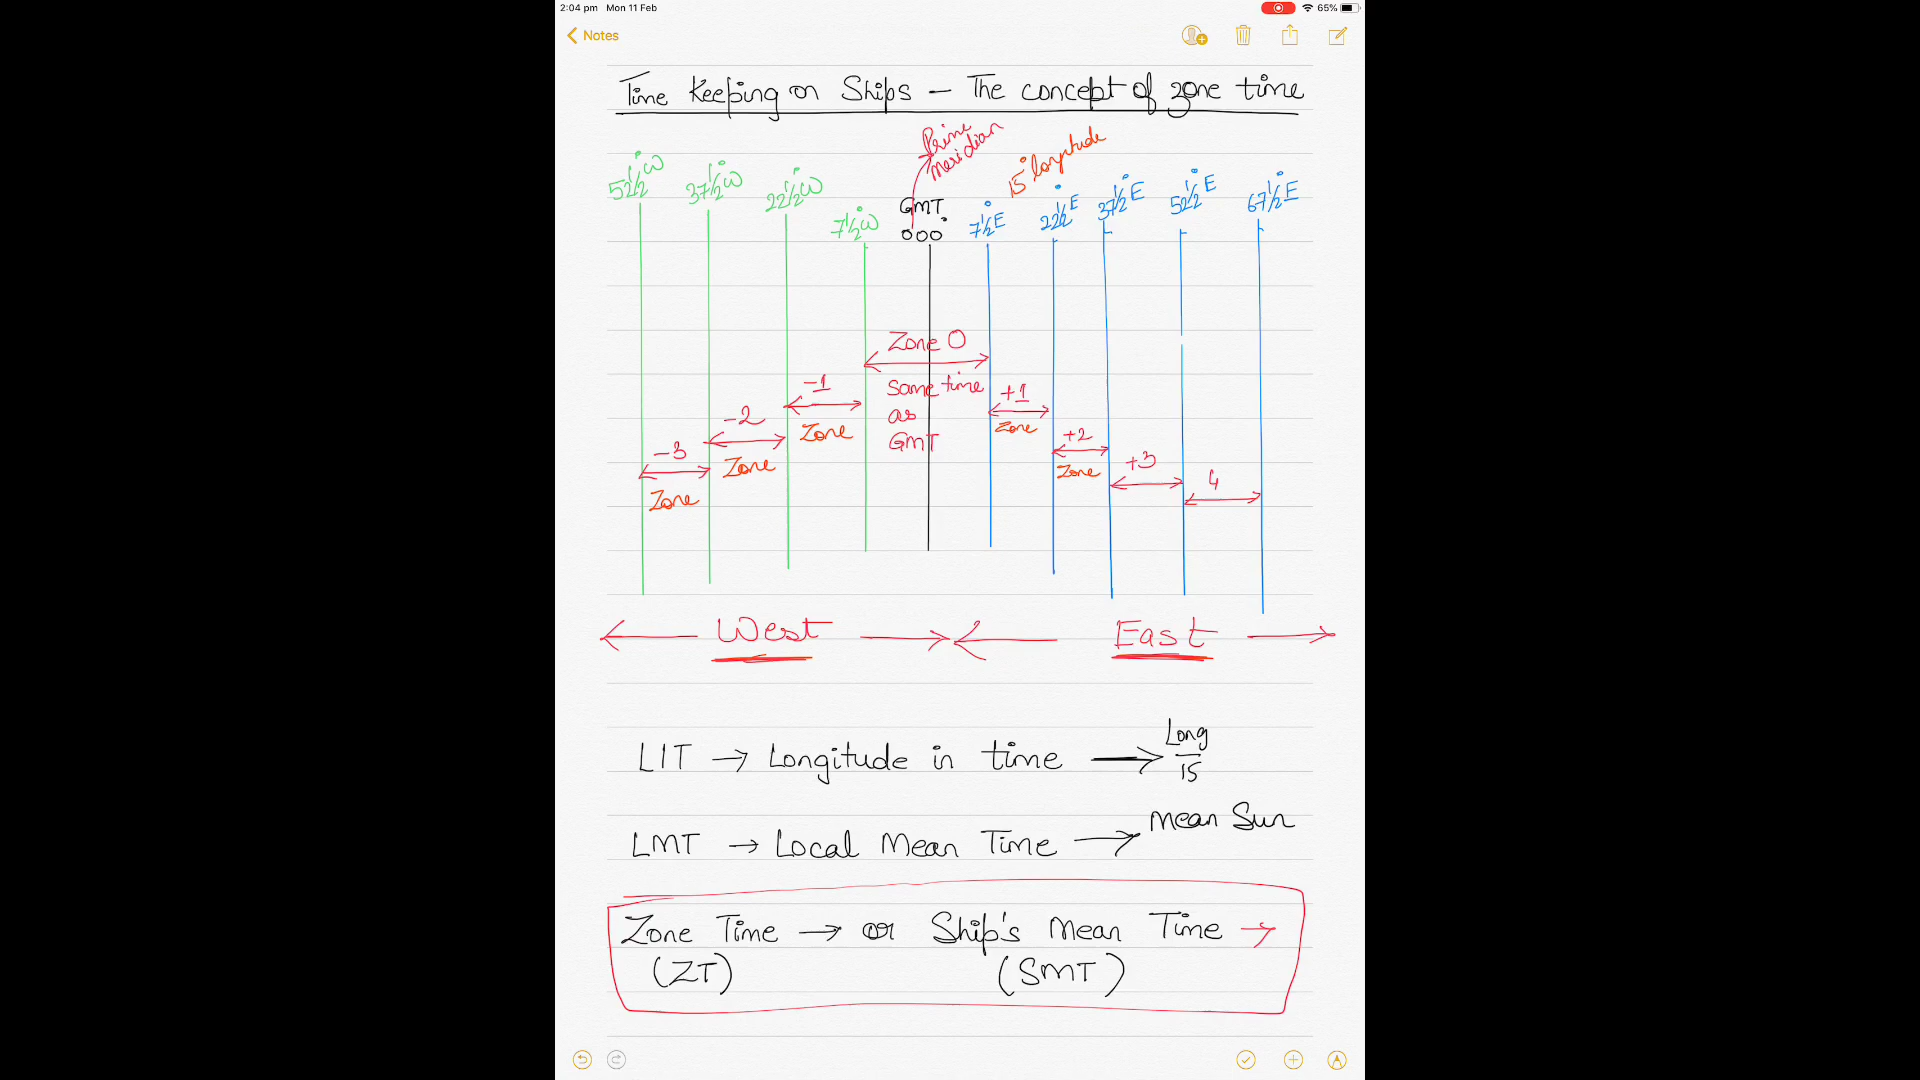 2:04 pm Mon 11 Feb
65%
Notes
Time Keeping on Ships – The concept of zone time
Prime
Meridian
15° longitude
52½°W
37½°W
22½°W
7½°W
GMT
000°
7½°E
22½°E
37½°E
52½°E
67½°E
Zone 0
Same time
as
GMT
-1
Zone
-2
Zone
-3
Zone
+1
Zone
+2
Zone
+3
4
West
East
LIT → Longitude in time → Long/15
LMT → Local Mean Time → Mean Sun
Zone Time → or Ship's Mean Time →
(ZT) (SMT)